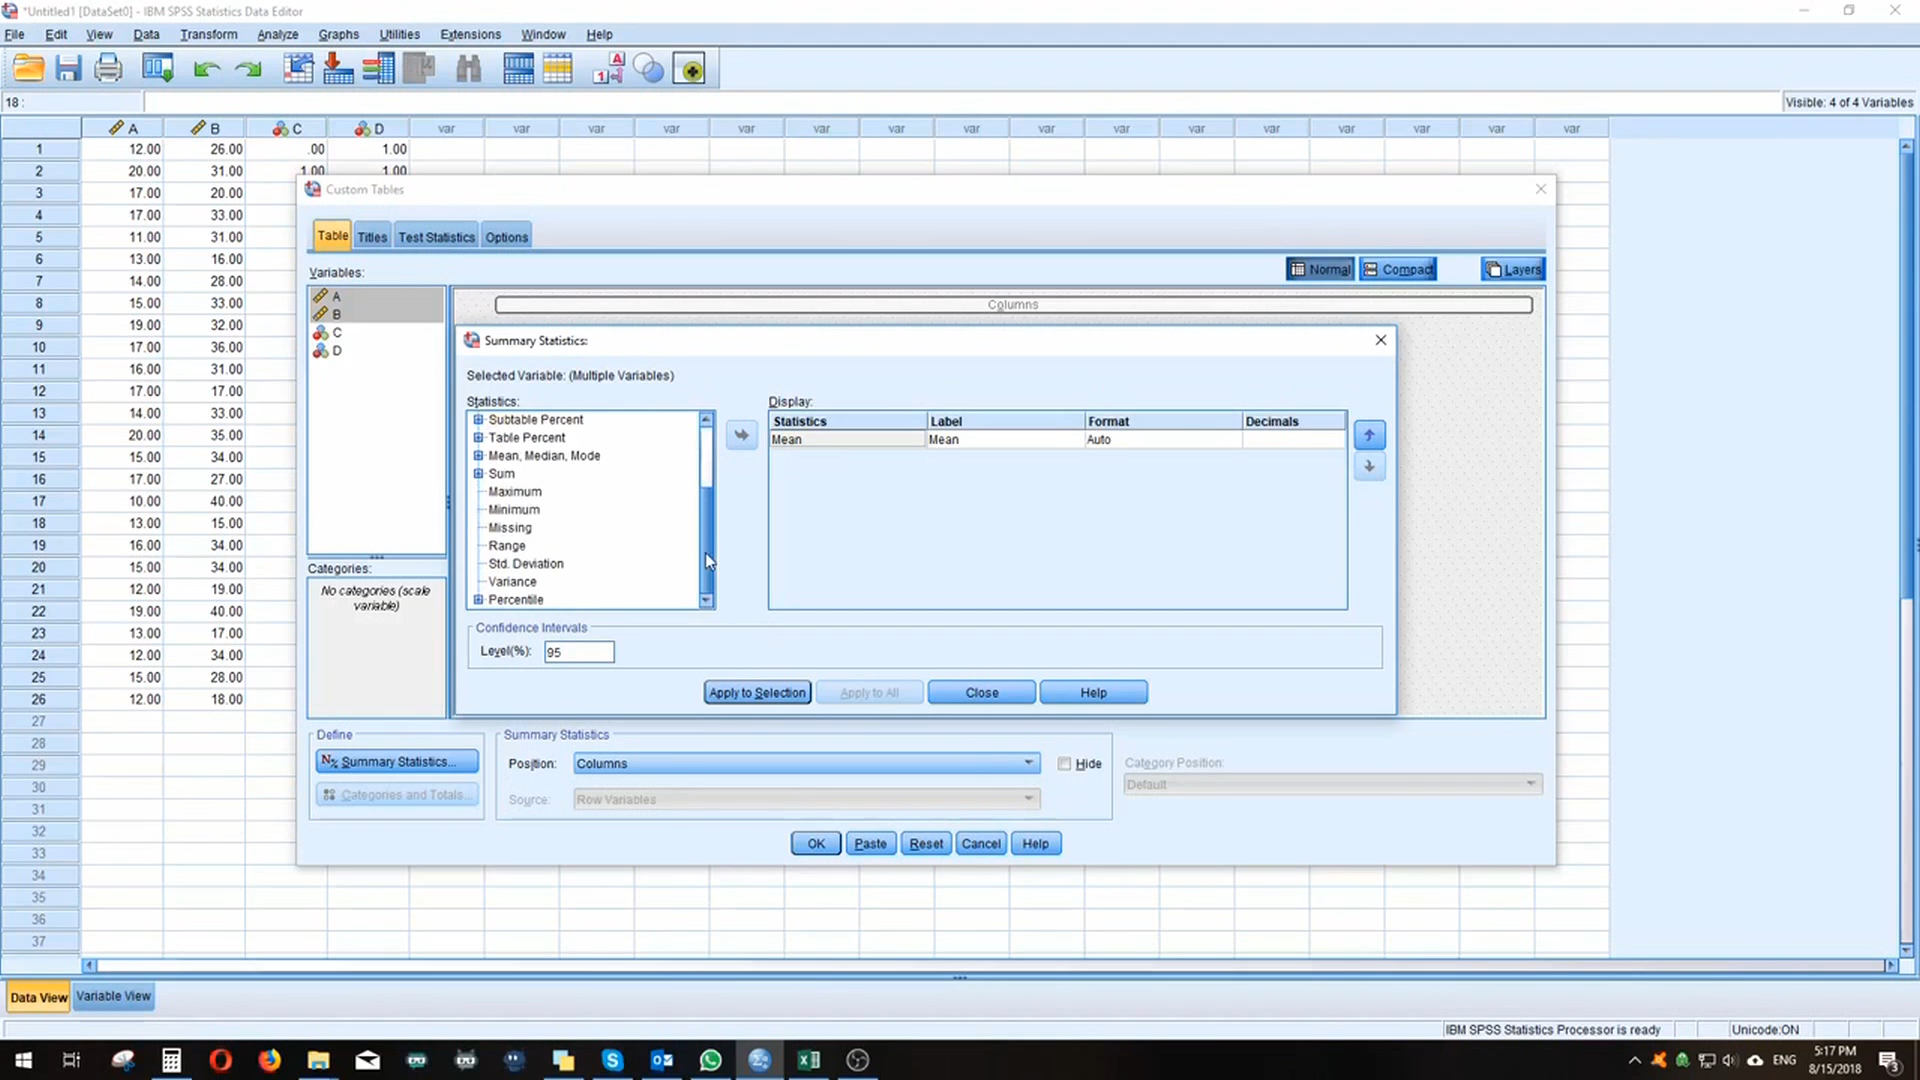 *Untitled1 [DataSet0] - IBM SPSS Statistics Data Editor
File Edit View Data Transform Analyze Graphs Utilities Extensions Window Help
18 :
Visible: 4 of 4 Variables
A B C D var var var var var var var var var var var var var var var var
1 12.00 26.00 .00 1.00
2 20.00 31.00 1.00 1.00
3 17.00 20.00
4 17.00 33.00
5 11.00 31.00
6 13.00 16.00
7 14.00 28.00
8 15.00 33.00
9 19.00 32.00
10 17.00 36.00
11 16.00 31.00
12 17.00 17.00
13 14.00 33.00
14 20.00 35.00
15 15.00 34.00
16 17.00 27.00
17 10.00 40.00
18 13.00 15.00
19 16.00 34.00
20 15.00 34.00
21 12.00 19.00
22 19.00 40.00
23 13.00 17.00
24 12.00 34.00
25 15.00 28.00
26 12.00 18.00
27
28
29
30
31
32
33
34
35
36
37
Custom Tables
Table Titles Test Statistics Options
Variables:
Normal Compact Layers
A
B
C
D
Columns
Categories:
No categories (scale
variable)
Summary Statistics:
Selected Variable: (Multiple Variables)
Statistics:
Subtable Percent
Table Percent
Mean, Median, Mode
Sum
Maximum
Minimum
Missing
Range
Std. Deviation
Variance
Percentile
Display:
Statistics Label Format Decimals
Mean Mean Auto
Confidence Intervals
Level(%): 95
Apply to Selection Apply to All Close Help
Define
N% Summary Statistics...
Categories and Totals...
Summary Statistics
Position: Columns Hide
Source: Row Variables
Category Position:
Default
OK Paste Reset Cancel Help
Data View Variable View
IBM SPSS Statistics Processor is ready Unicode:ON
ENG
5:17 PM
8/15/2018
3